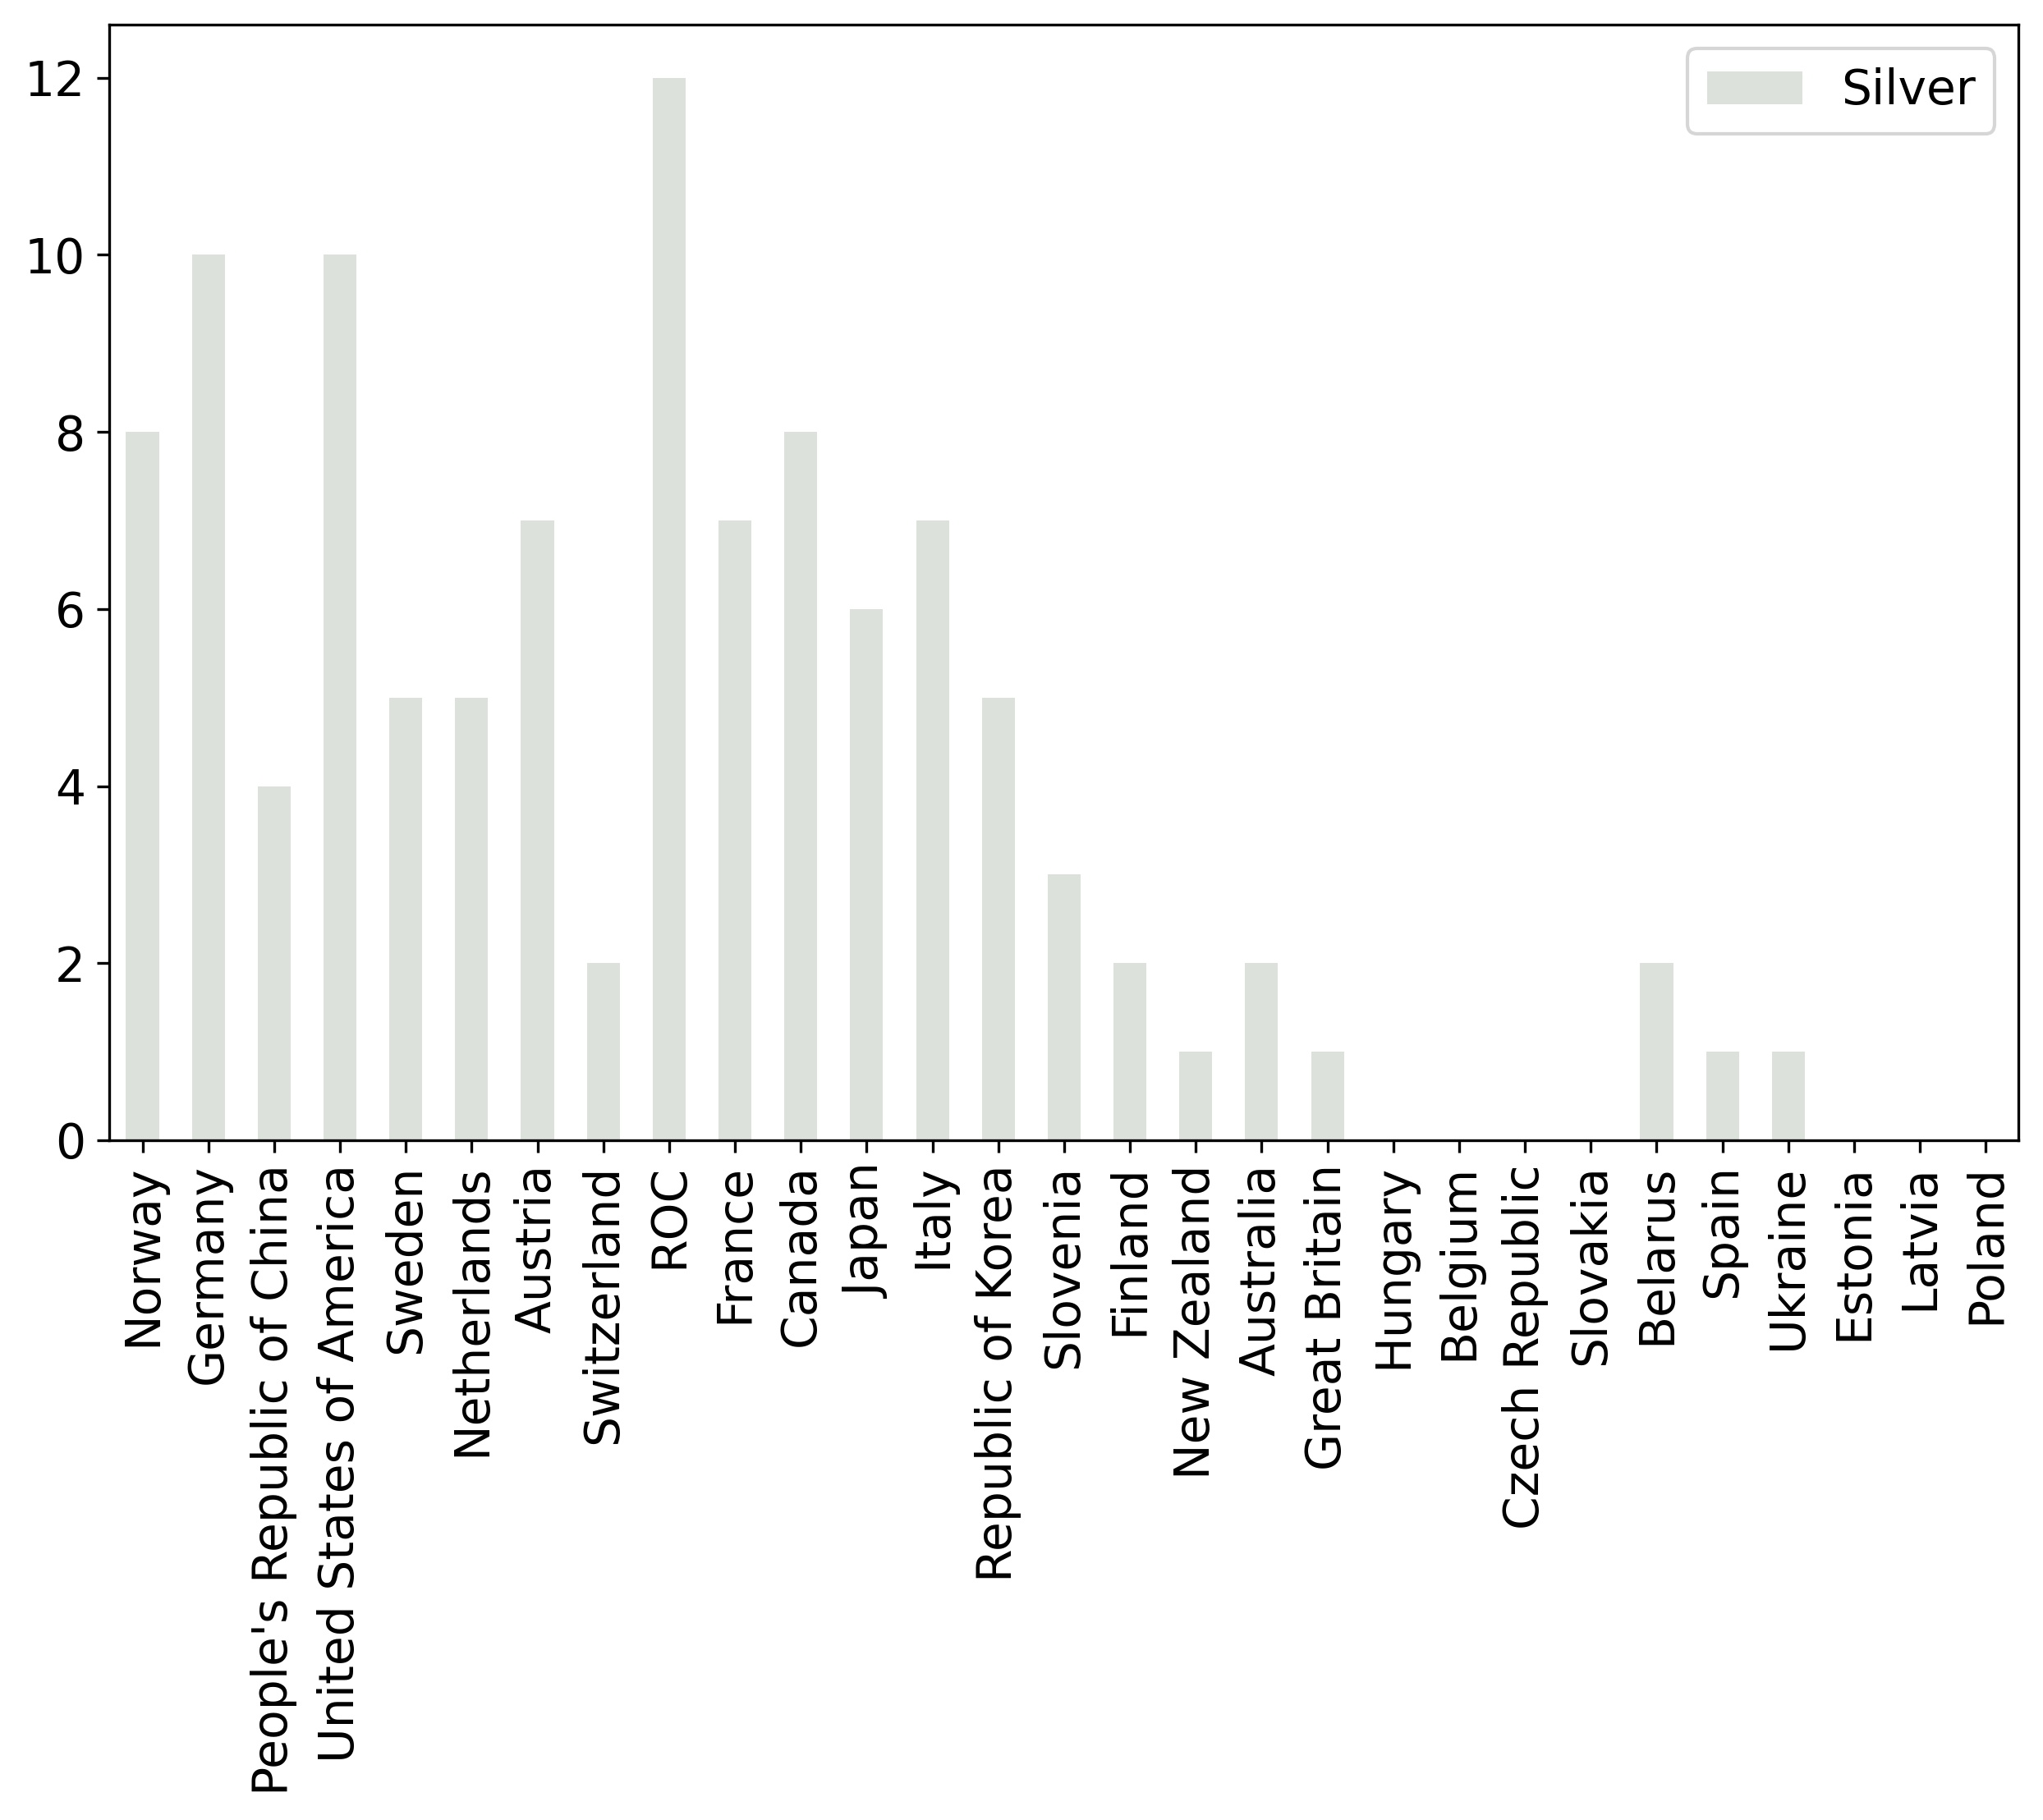 Silver
12
10
8
6
4
2
0
Norway
Germany
People's Republic of China
United States of America
Sweden
Netherlands
Austria
Switzerland
ROC
France
Canada
Japan
Italy
Republic of Korea
Slovenia
Finland
New Zealand
Australia
Great Britain
Hungary
Belgium
Czech Republic
Slovakia
Belarus
Spain
Ukraine
Estonia
Latvia
Poland